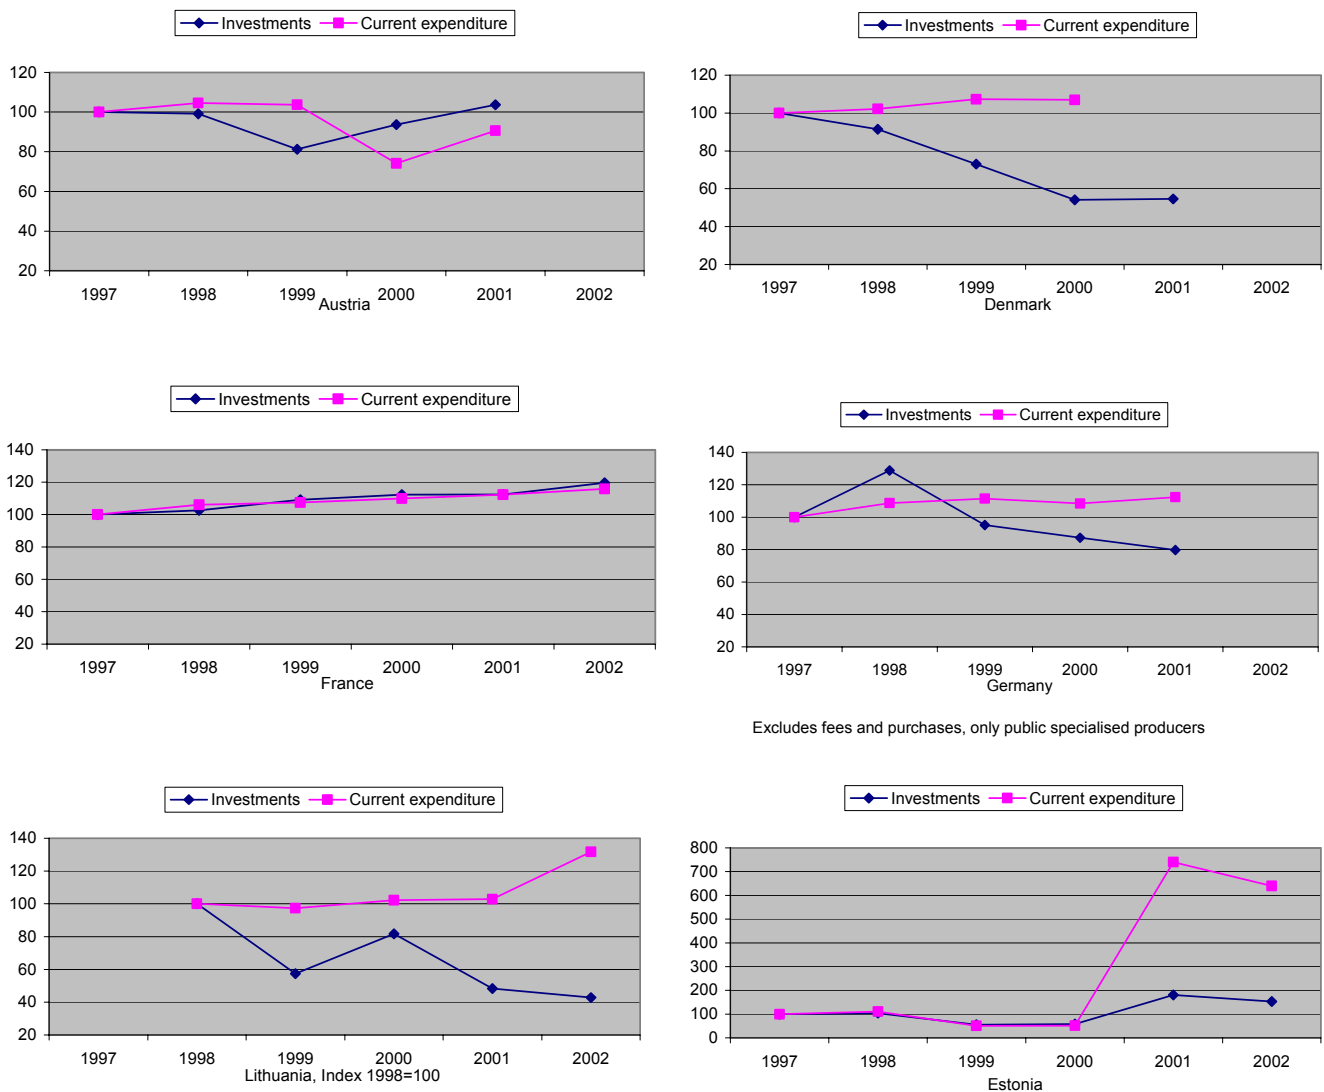 Investments Current expenditure
120
100
80
60
40
20
1997 1998 1999 2000 2001 2002
Austria
Investments Current expenditure
120
100
80
60
40
20
1997 1998 1999 2000 2001 2002
Denmark
Investments Current expenditure
140
120
100
80
60
40
20
1997 1998 1999 2000 2001 2002
France
Investments Current expenditure
140
120
100
80
60
40
20
1997 1998 1999 2000 2001 2002
Germany
Excludes fees and purchases, only public specialised producers
Investments Current expenditure
140
120
100
80
60
40
20
1997 1998 1999 2000 2001 2002
Lithuania, Index 1998=100
Investments Current expenditure
800
700
600
500
400
300
200
100
0
1997 1998 1999 2000 2001 2002
Estonia